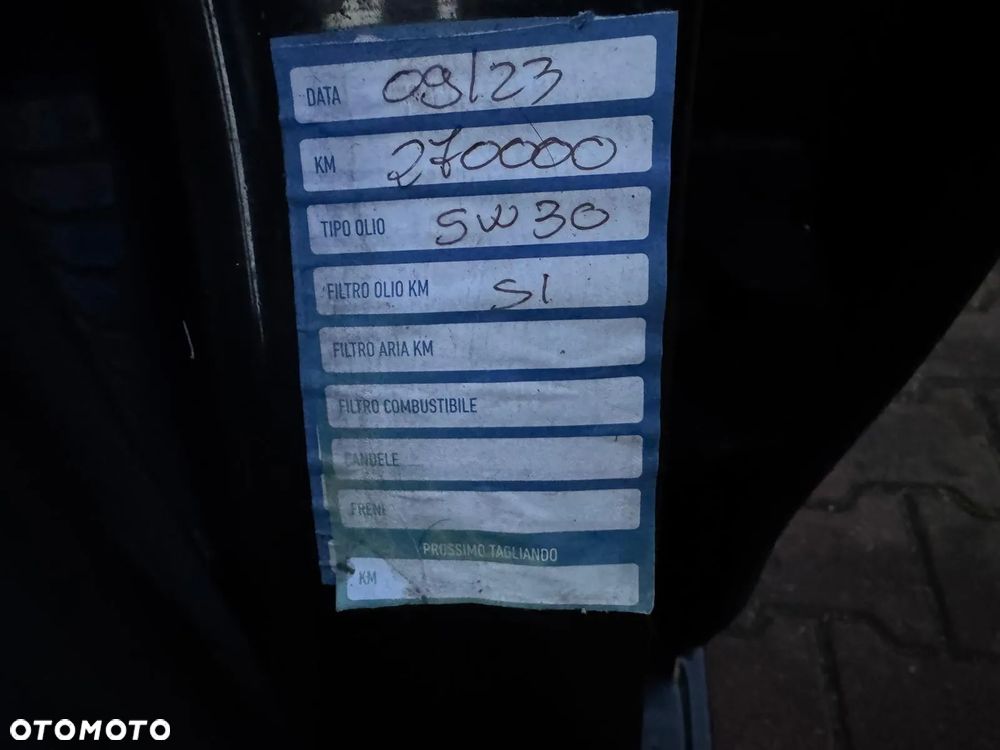 DATA 09/23
KM 270000
TIPO OLIO 5W30
FILTRO OLIO KM SI
FILTRO ARIA KM
FILTRO COMBUSTIBILE
CANDELE
FRENI
PROSSIMO TAGLIANDO
KM
OTOMOTO